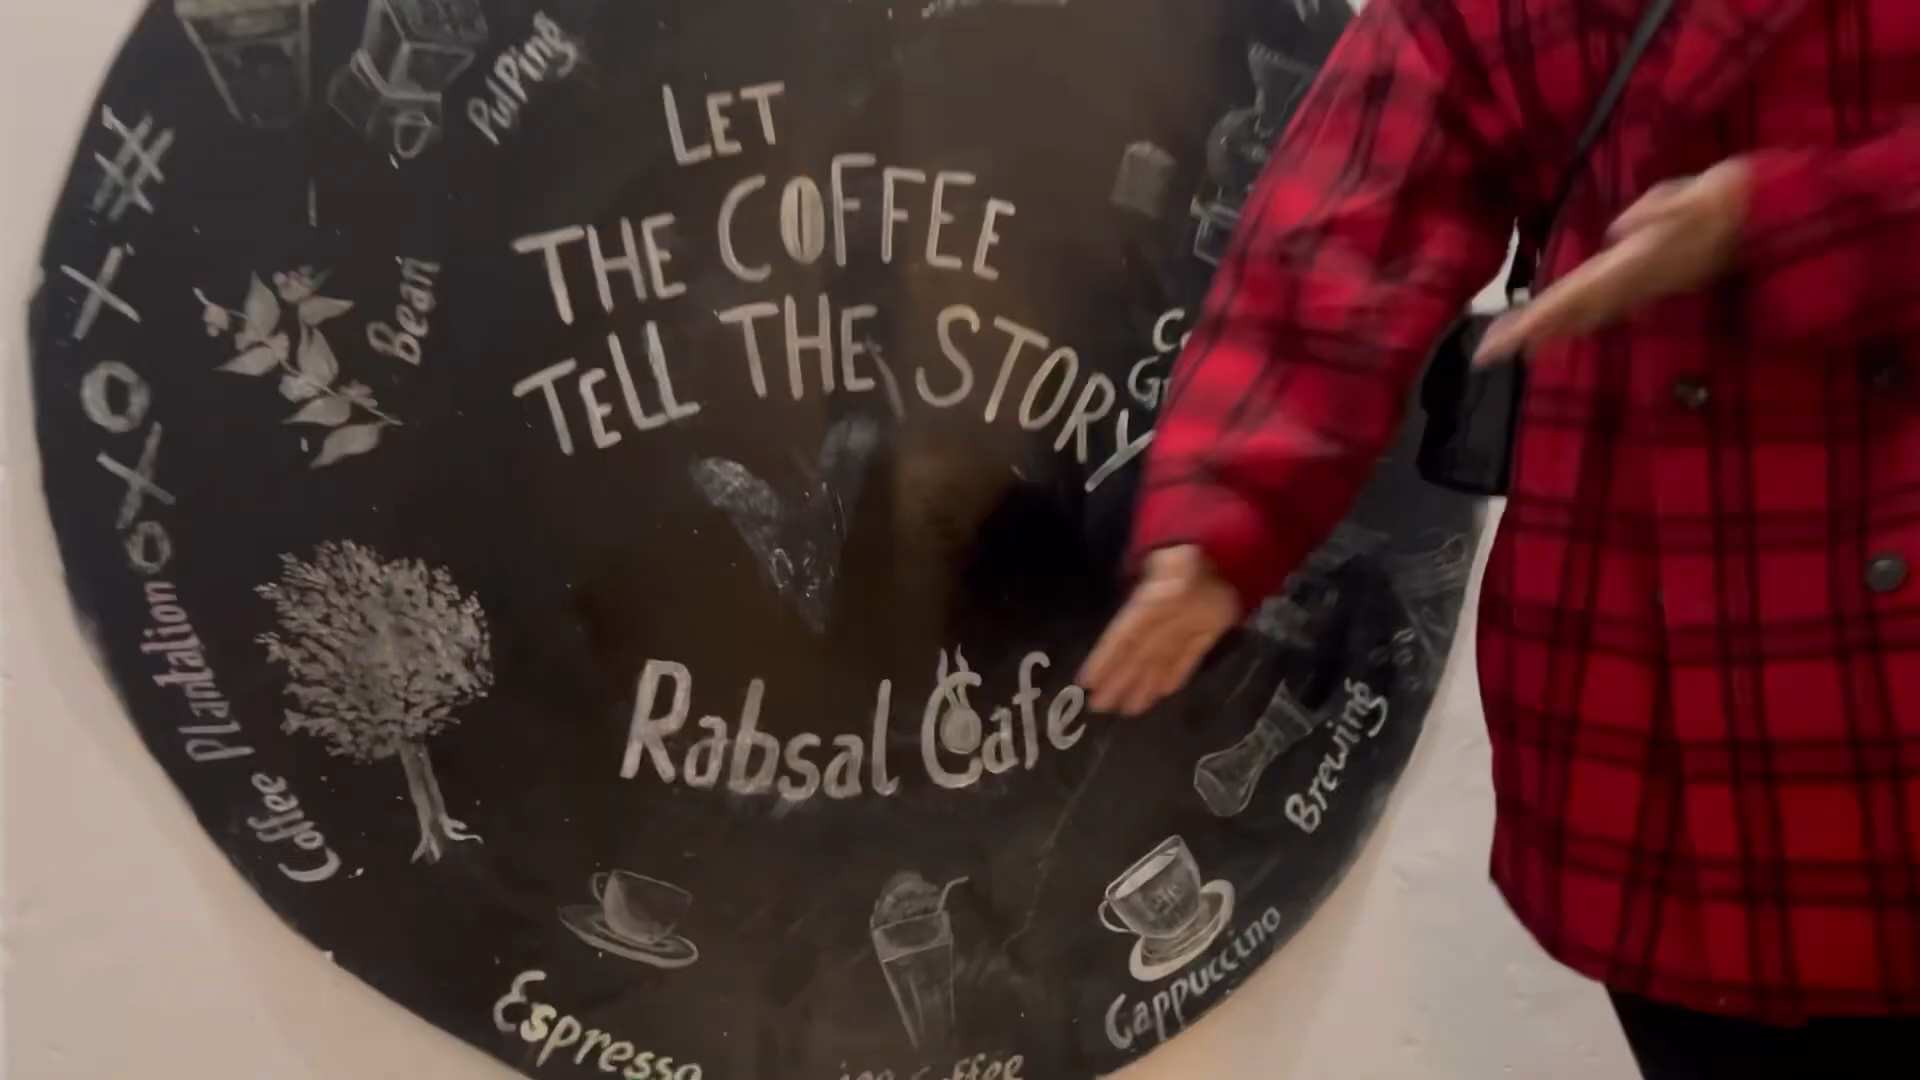 Pulping
LET
THE COFFEE
TELL THE STORY
Bean
Coffee Plantation
Rabsal Cafe
Brewing
Espresso
Cappuccino